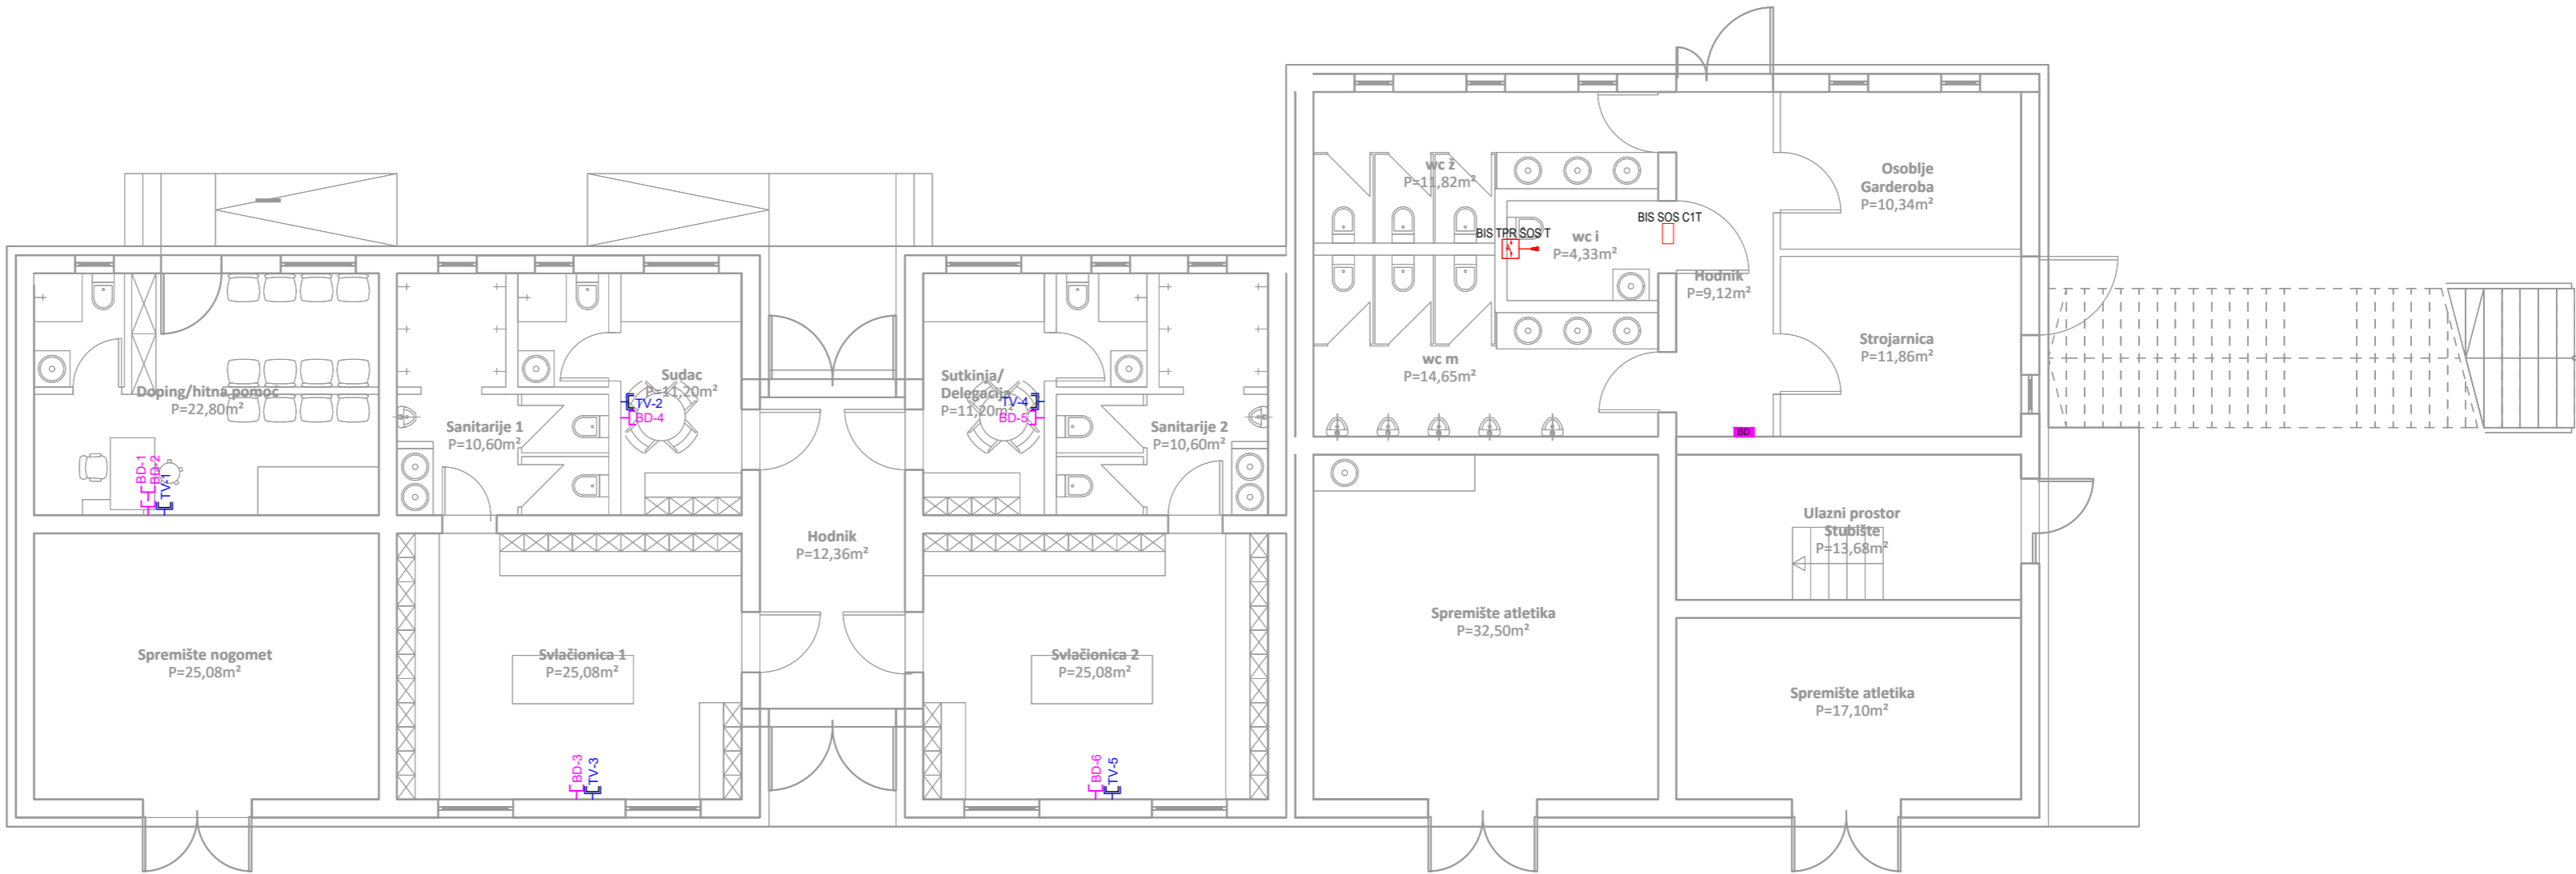 wc ž
P=11,82m²
Osoblje
Garderoba
P=10,34m²
BIS SOS C1T
BIS TPR SOS T
wc i
P=4,33m²
Hodnik
P=9,12m²
Strojarnica
P=11,86m²
wc m
P=14,65m²
Doping/hitna pomoć
P=22,80m²
Sudac
P=11,20m²
TV-2
BD-4
Sutkinja/
Delegacija
P=11,20m²
TV-4
BD-5
Sanitarije 1
P=10,60m²
Sanitarije 2
P=10,60m²
BD
BD-1
BD-2
TV-1
Hodnik
P=12,36m²
Ulazni prostor
Stubište
P=13,68m²
Spremište atletika
P=32,50m²
Spremište nogomet
P=25,08m²
Svlačionica 1
P=25,08m²
Svlačionica 2
P=25,08m²
Spremište atletika
P=17,10m²
BD-3
TV-3
BD-6
TV-5